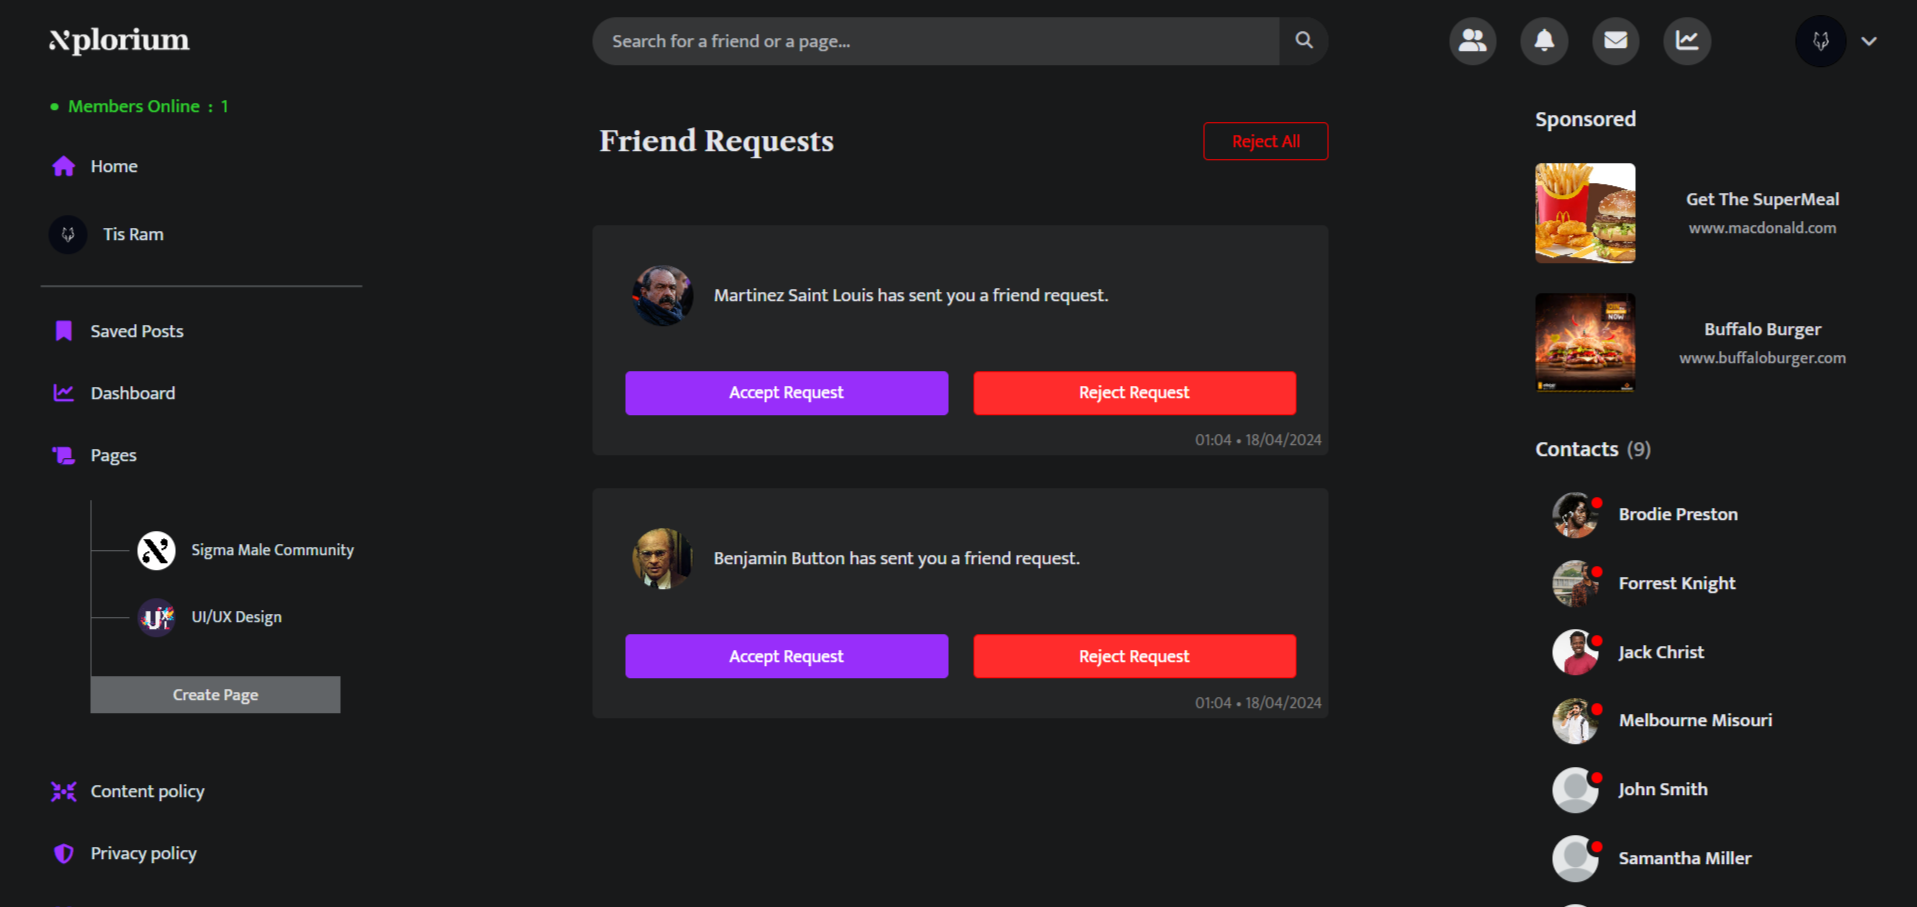 Xplorium
Search for a friend or a page...
Members Online : 1
Home
Tis Ram
Saved Posts
Dashboard
Pages
Sigma Male Community
UI/UX Design
Create Page
Content policy
Privacy policy
Friend Requests
Reject All
Martinez Saint Louis has sent you a friend request.
Accept Request
Reject Request
01:04 • 18/04/2024
Benjamin Button has sent you a friend request.
Accept Request
Reject Request
01:04 • 18/04/2024
Sponsored
Get The SuperMeal
www.macdonald.com
Buffalo Burger
www.buffaloburger.com
Contacts (9)
Brodie Preston
Forrest Knight
Jack Christ
Melbourne Misouri
John Smith
Samantha Miller